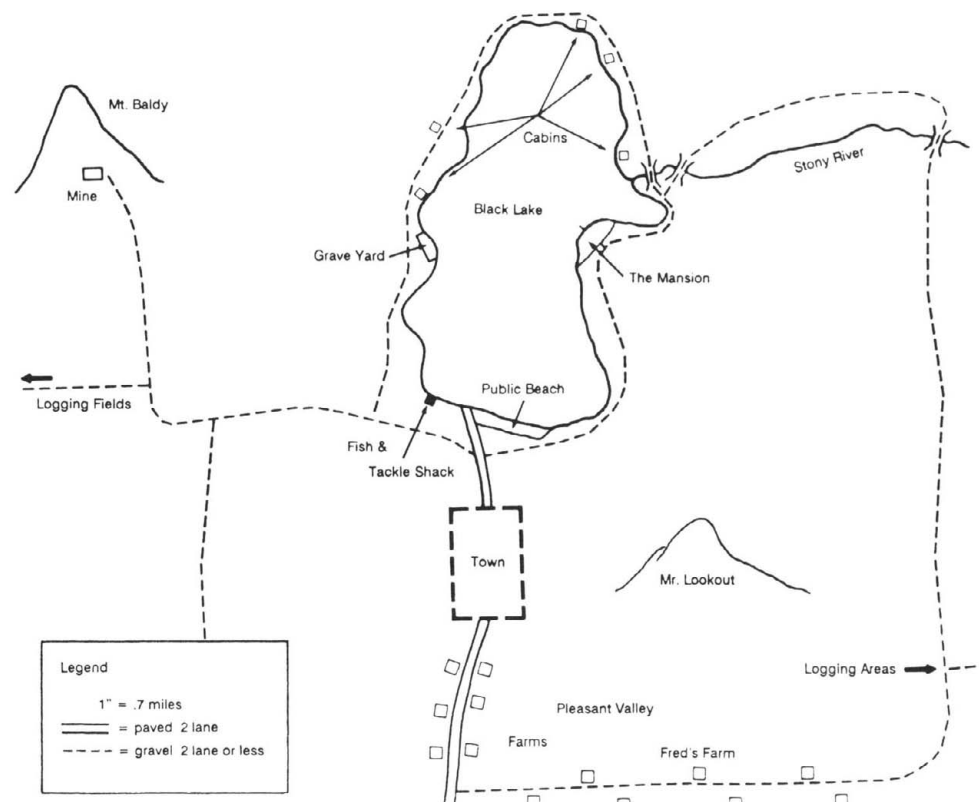 Mt. Baldy
Mine
Cabins
Stony River
Black Lake
Grave Yard
The Mansion
Logging Fields
Public Beach
Fish &
Tackle Shack
Town
Mr. Lookout
Logging Areas
Pleasant Valley
Farms
Fred's Farm
Legend
1" = .7 miles
= paved 2 lane
= gravel 2 lane or less